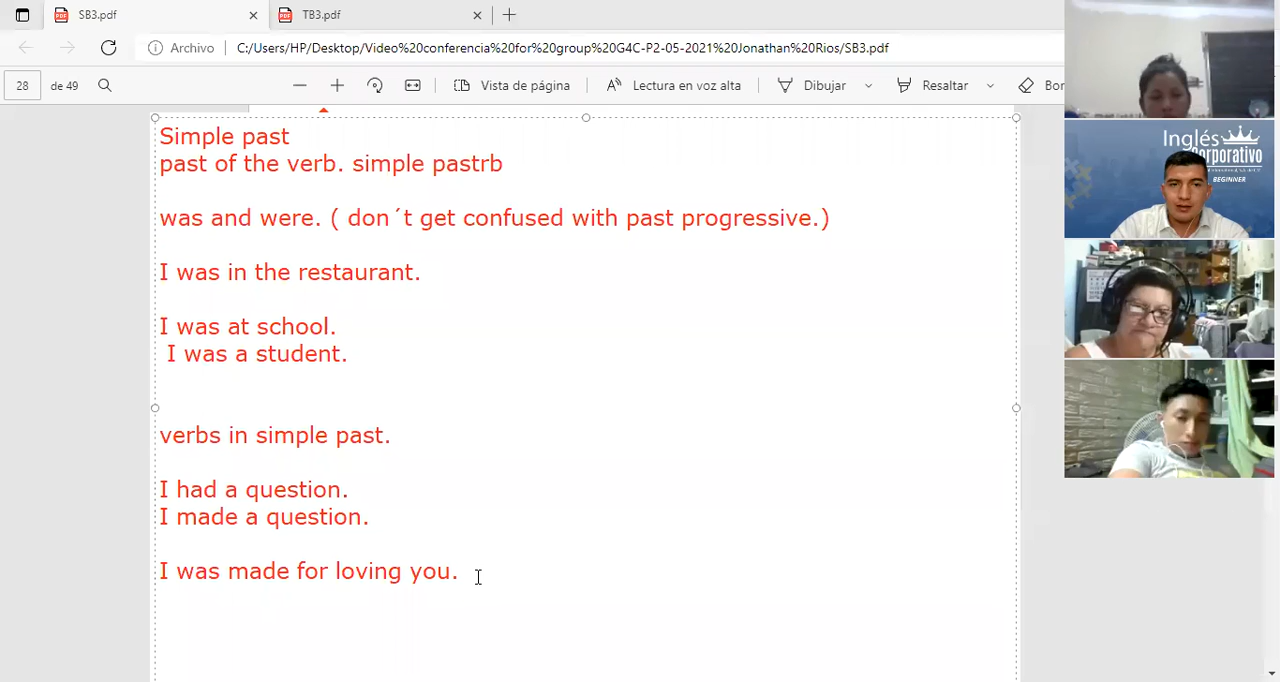 SB3.pdf
TB3.pdf
Archivo
C:/Users/HP/Desktop/Video%20conferencia%20for%20group%20G4C-P2-05-2021%20Jonathan%20Rios/SB3.pdf
28 de 49
Vista de página
Lectura en voz alta
Dibujar
Resaltar
Bor
Simple past
past of the verb. simple pastrb
was and were. ( don´t get confused with past progressive.)
I was in the restaurant.
I was at school.
I was a student.
verbs in simple past.
I had a question.
I made a question.
I was made for loving you.
Inglés
Corporativo
BEGINNER